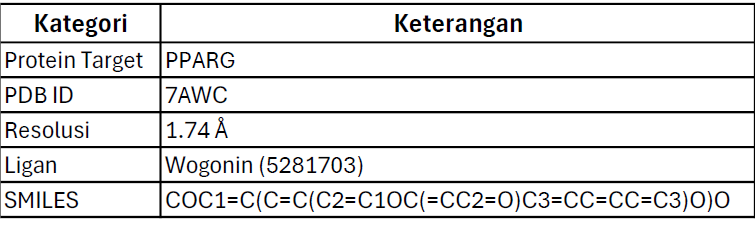 Kategori Keterangan
Protein Target PPARG
PDB ID 7AWC
Resolusi 1.74 Å
Ligan Wogonin (5281703)
SMILES COC1=C(C=C(C2=C1OC(=CC2=O)C3=CC=CC=C3)O)O